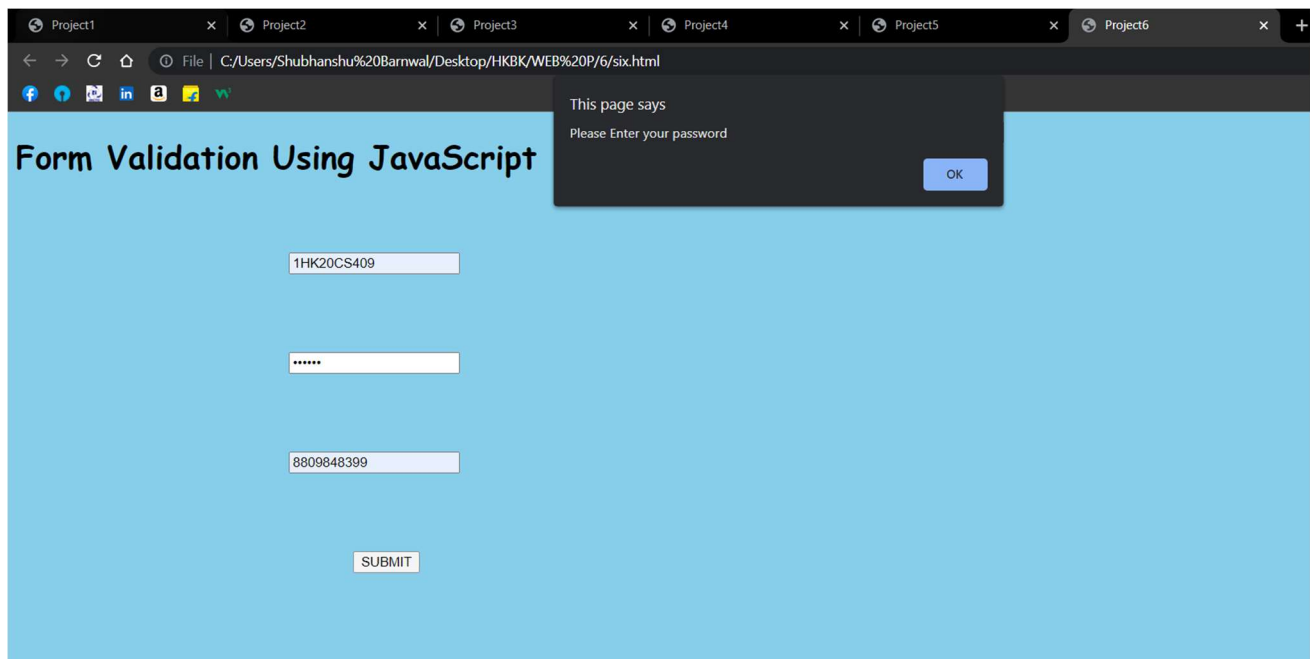 Project1 Project2 Project3 Project4 Project5 Project6
File | C:/Users/Shubhanshu%20Barnwal/Desktop/HKBK/WEB%20P/6/six.html
This page says
Please Enter your password
OK
Form Validation Using JavaScript
1HK20CS409
••••••
8809848399
SUBMIT